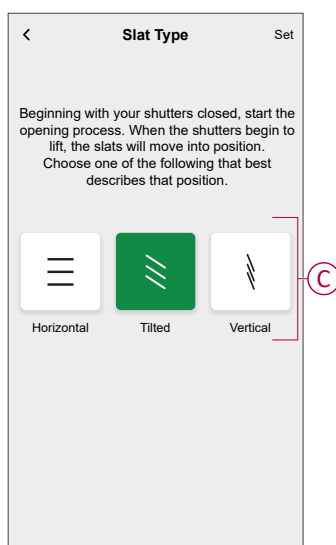 Slat Type Set
Beginning with your shutters closed, start the
opening process. When the shutters begin to
lift, the slats will move into position.
Choose one of the following that best
describes that position.
C
Horizontal Tilted Vertical